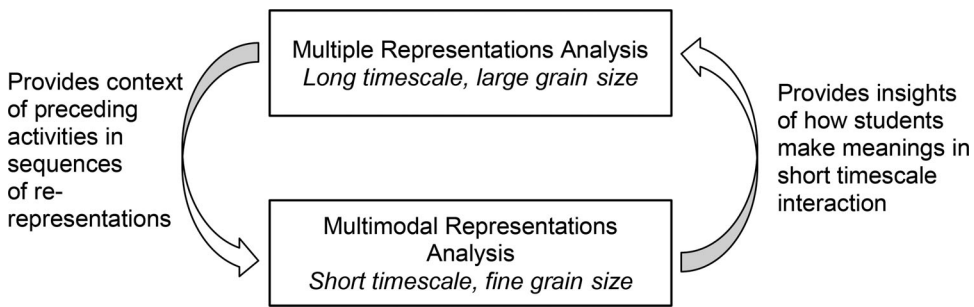 Multiple Representations Analysis
Long timescale, large grain size
Provides context
of preceding
activities in
sequences
of re-
representations
Provides insights
of how students
make meanings in
short timescale
interaction
Multimodal Representations
Analysis
Short timescale, fine grain size